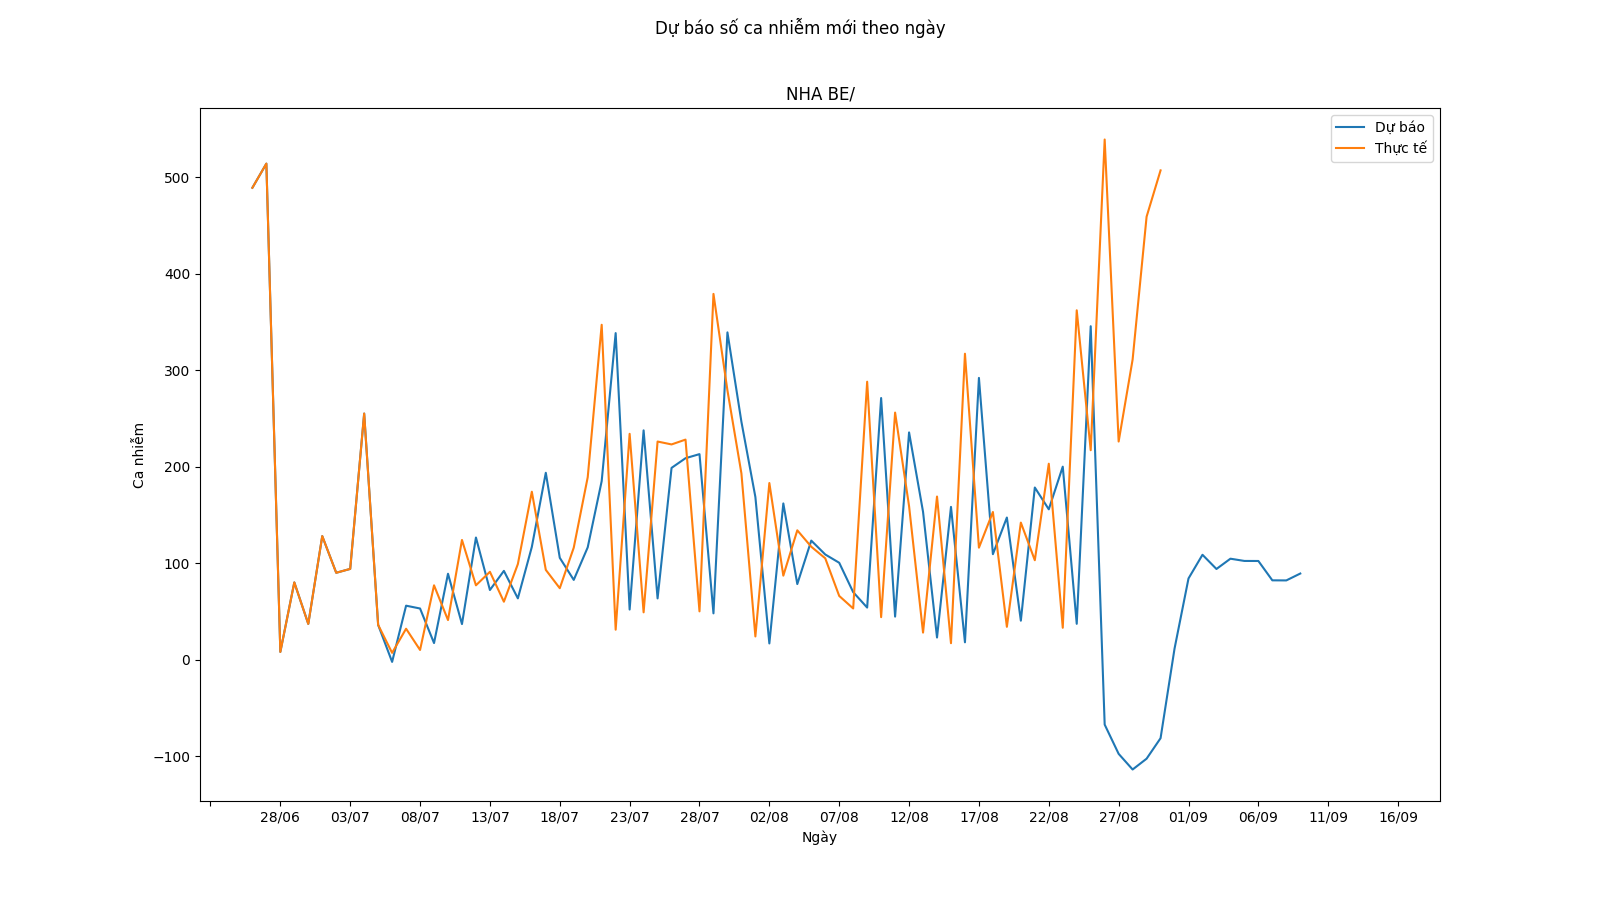 Dự báo số ca nhiễm mới theo ngày
NHA BE/
Dự báo
Thực tế
500
400
300
200
100
0
−100
Ca nhiễm
28/06 03/07 08/07 13/07 18/07 23/07 28/07 02/08 07/08 12/08 17/08 22/08 27/08 01/09 06/09 11/09 16/09
Ngày